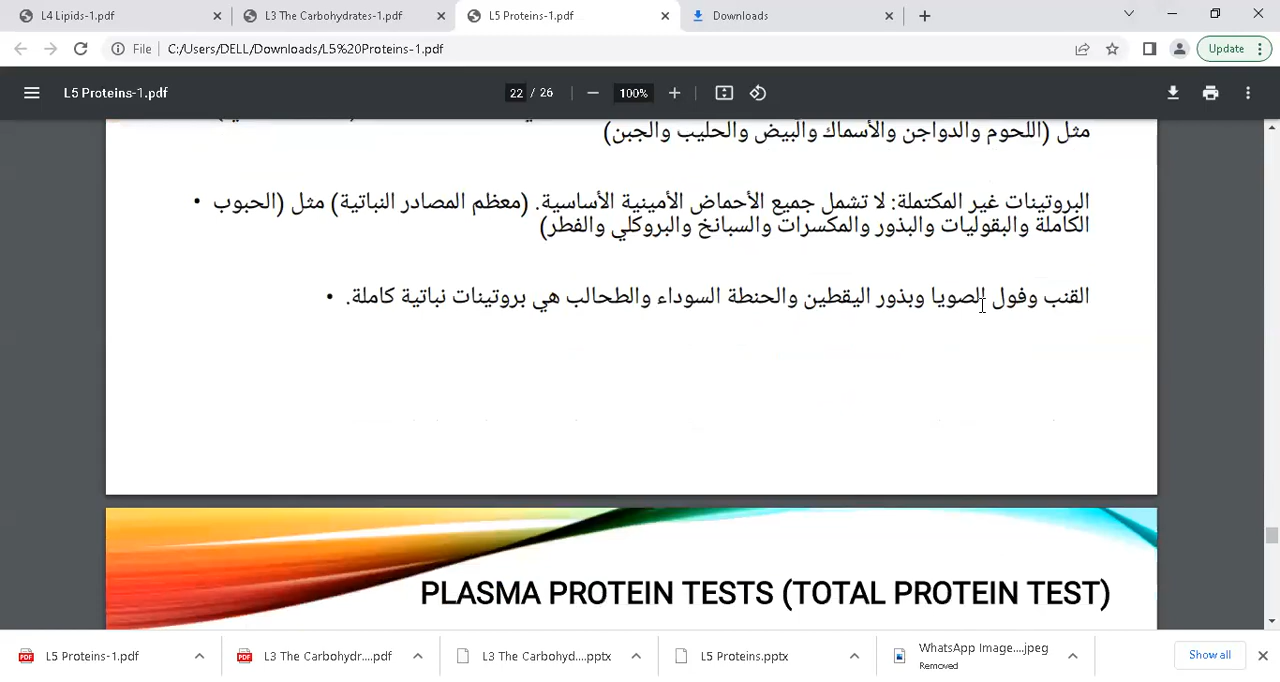 L4 Lipids-1.pdf
L3 The Carbohydrates-1.pdf
L5 Proteins-1.pdf
Downloads
File
C:/Users/DELL/Downloads/L5%20Proteins-1.pdf
Update
L5 Proteins-1.pdf
22 / 26
100%
مثل (اللحوم والدواجن والأسماك والبيض والحليب والجبن)
• البروتينات غير المكتملة: لا تشمل جميع الأحماض الأمينية الأساسية. (معظم المصادر النباتية) مثل (الحبوب
الكاملة والبقوليات والبذور والمكسرات والسبانخ والبروكلي والفطر)
• القنب وفول الصويا وبذور اليقطين والحنطة السوداء والطحالب هي بروتينات نباتية كاملة.
PLASMA PROTEIN TESTS (TOTAL PROTEIN TEST)
L5 Proteins-1.pdf
L3 The Carbohydr....pdf
L3 The Carbohyd....pptx
L5 Proteins.pptx
WhatsApp Image....jpeg
Removed
Show all